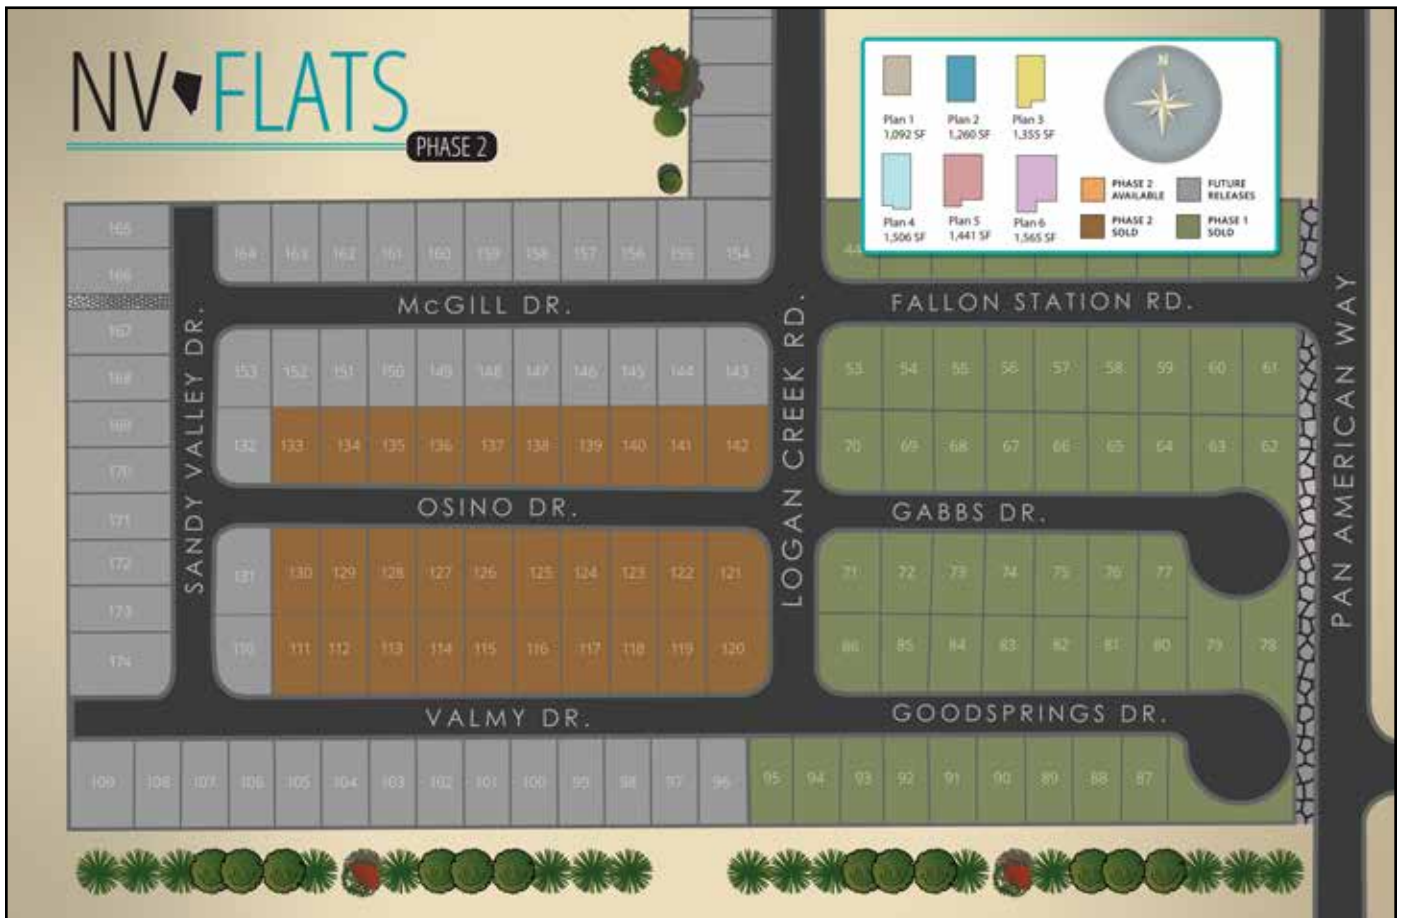 NV FLATS
PHASE 2
N
Plan 1
1,092 SF
Plan 2
1,260 SF
Plan 3
1,355 SF
Plan 4
1,506 SF
Plan 5
1,441 SF
Plan 6
1,565 SF
PHASE 2
AVAILABLE
FUTURE
RELEASES
PHASE 2
SOLD
PHASE 1
SOLD
165
166
167
168
169
170
171
172
173
174
SANDY VALLEY DR.
164 163 162 161 160 159 158 157 156 155 154
44
McGILL DR.
FALLON STATION RD.
LOGAN CREEK RD.
PAN AMERICAN WAY
153 152 151 150 149 148 147 146 145 144 143
53 54 55 56 57 58 59 60 61
132 133 134 135 136 137 138 139 140 141 142
70 69 68 67 66 65 64 63 62
OSINO DR.
GABBS DR.
131 130 129 128 127 126 125 124 123 122 121
71 72 73 74 75 76 77
110 111 112 113 114 115 116 117 118 119 120
86 85 84 83 82 81 80 79 78
VALMY DR.
GOODSPRINGS DR.
109 108 107 106 105 104 103 102 101 100 99 98 97 96 95 94 93 92 91 90 89 88 87